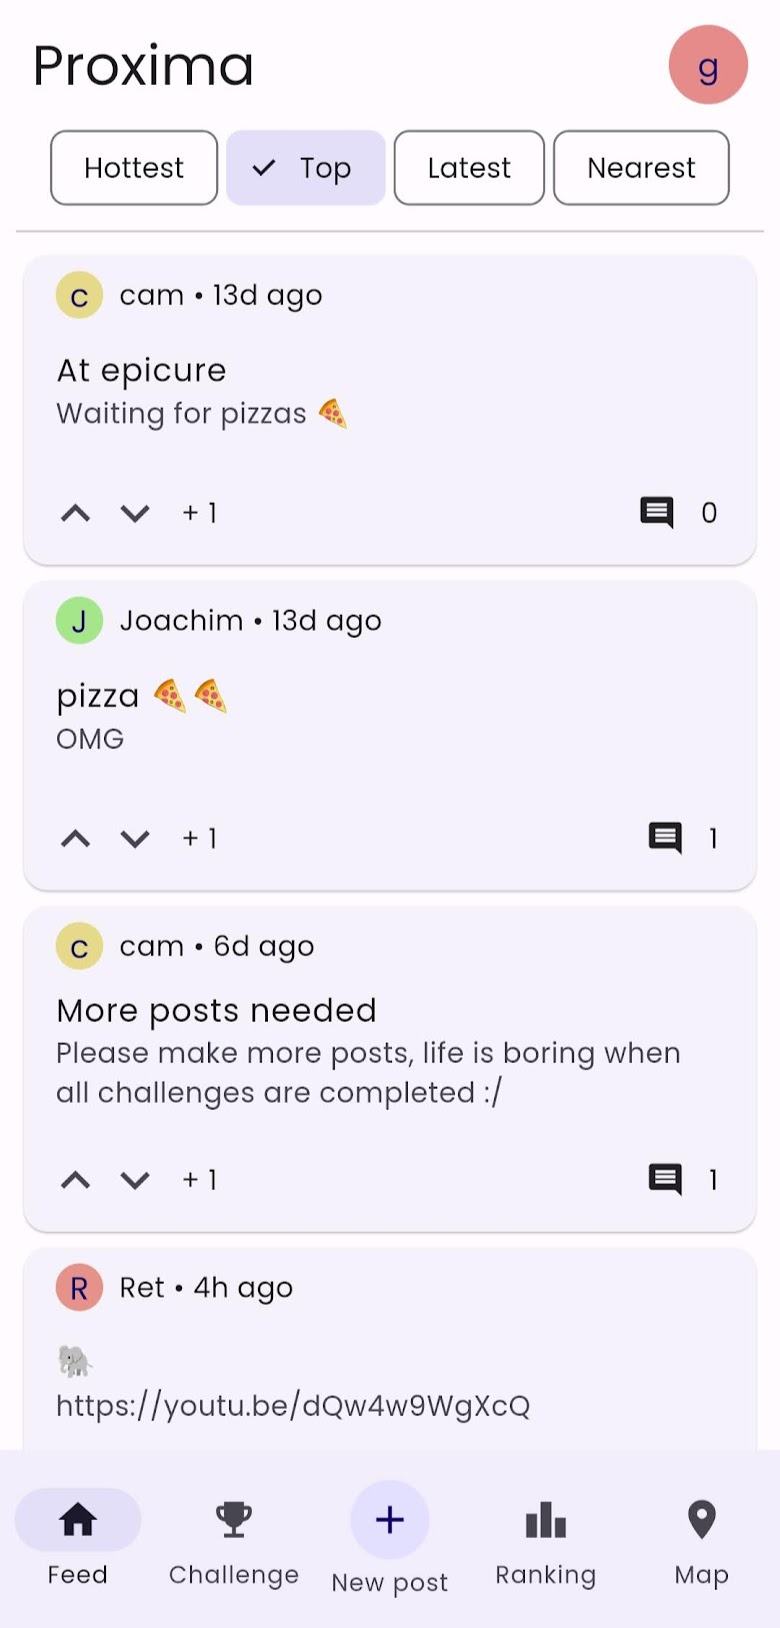 Proxima
g
Hottest
Top
Latest
Nearest
c
cam • 13d ago
At epicure
Waiting for pizzas 🍕
+ 1
0
J
Joachim • 13d ago
pizza 🍕🍕
OMG
+ 1
1
c
cam • 6d ago
More posts needed
Please make more posts, life is boring when
all challenges are completed :/
+ 1
1
R
Ret • 4h ago
🐘
https://youtu.be/dQw4w9WgXcQ
Feed
Challenge
New post
Ranking
Map